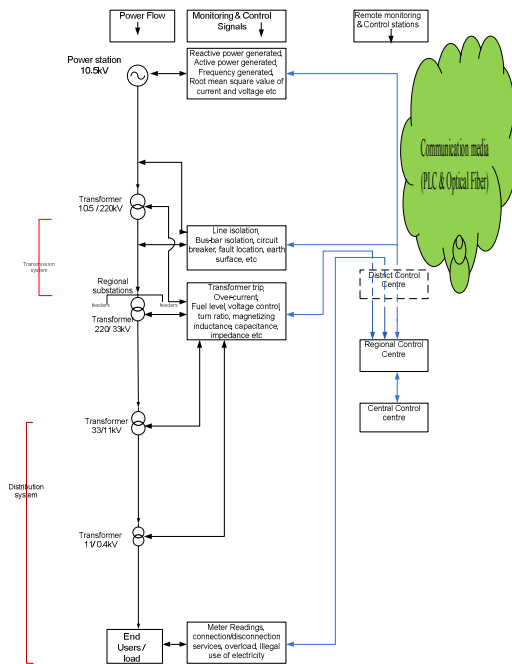 Power Flow
Monitoring & Control
Signals
Remote monitoring
& Control stations
Power station
10.5kV
Reactive power generated,
Active power generated,
Frequency generated,
Root mean square value of
current and voltage etc
Communication media
(PLC & Optical Fiber)
Transformer
10.5 / 220kV
Line isolation,
Bus-bar isolation, circuit
breaker, fault location, earth
surface, etc
Transmission
system
District Control
Centre
Regional
substations
feeders
feeders
Transformer
220/ 33kV
Transformer trip,
Over-current,
Fuel level, voltage control,
turn ratio, magnetizing
inductance, capacitance,
impedance etc
Regional Control
Centre
Central Control
centre
Transformer
33/11kV
Distribution
system
Transformer
11/ 0.4kV
End
Users /
load
Meter Readings,
connection/disconnection
services, overload, Illegal
use of electricity